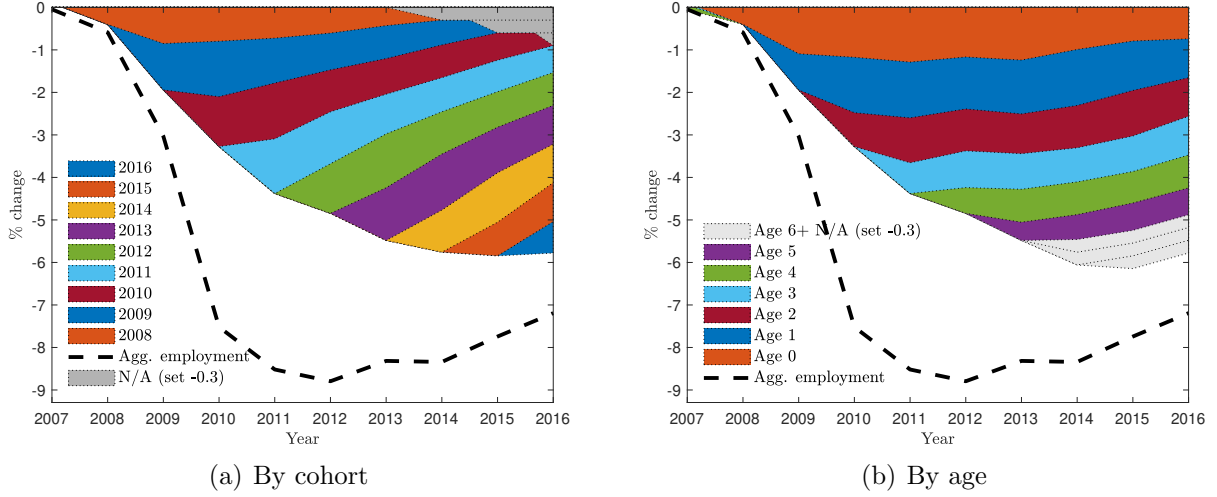 0
-1
-2
-3
-4
-5
-6
-7
-8
-9
% change
2016
2015
2014
2013
2012
2011
2010
2009
2008
Agg. employment
N/A (set -0.3)
2007 2008 2009 2010 2011 2012 2013 2014 2015 2016
Year
(a) By cohort
0
-1
-2
-3
-4
-5
-6
-7
-8
-9
% change
Age 6+ N/A (set -0.3)
Age 5
Age 4
Age 3
Age 2
Age 1
Age 0
Agg. employment
2007 2008 2009 2010 2011 2012 2013 2014 2015 2016
Year
(b) By age